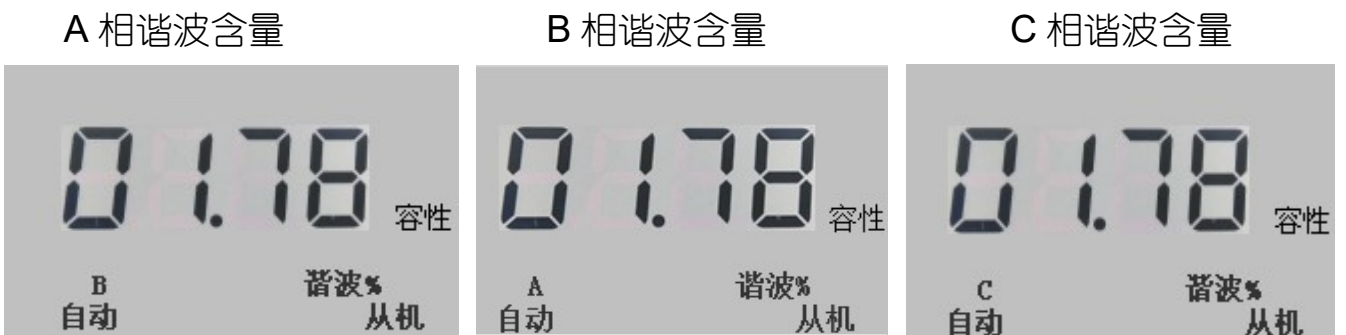 A 相谐波含量
B 相谐波含量
C 相谐波含量
01.78
容性
B
谐波%
自动
从机
01.78
容性
A
谐波%
自动
从机
01.78
容性
C
谐波%
自动
从机